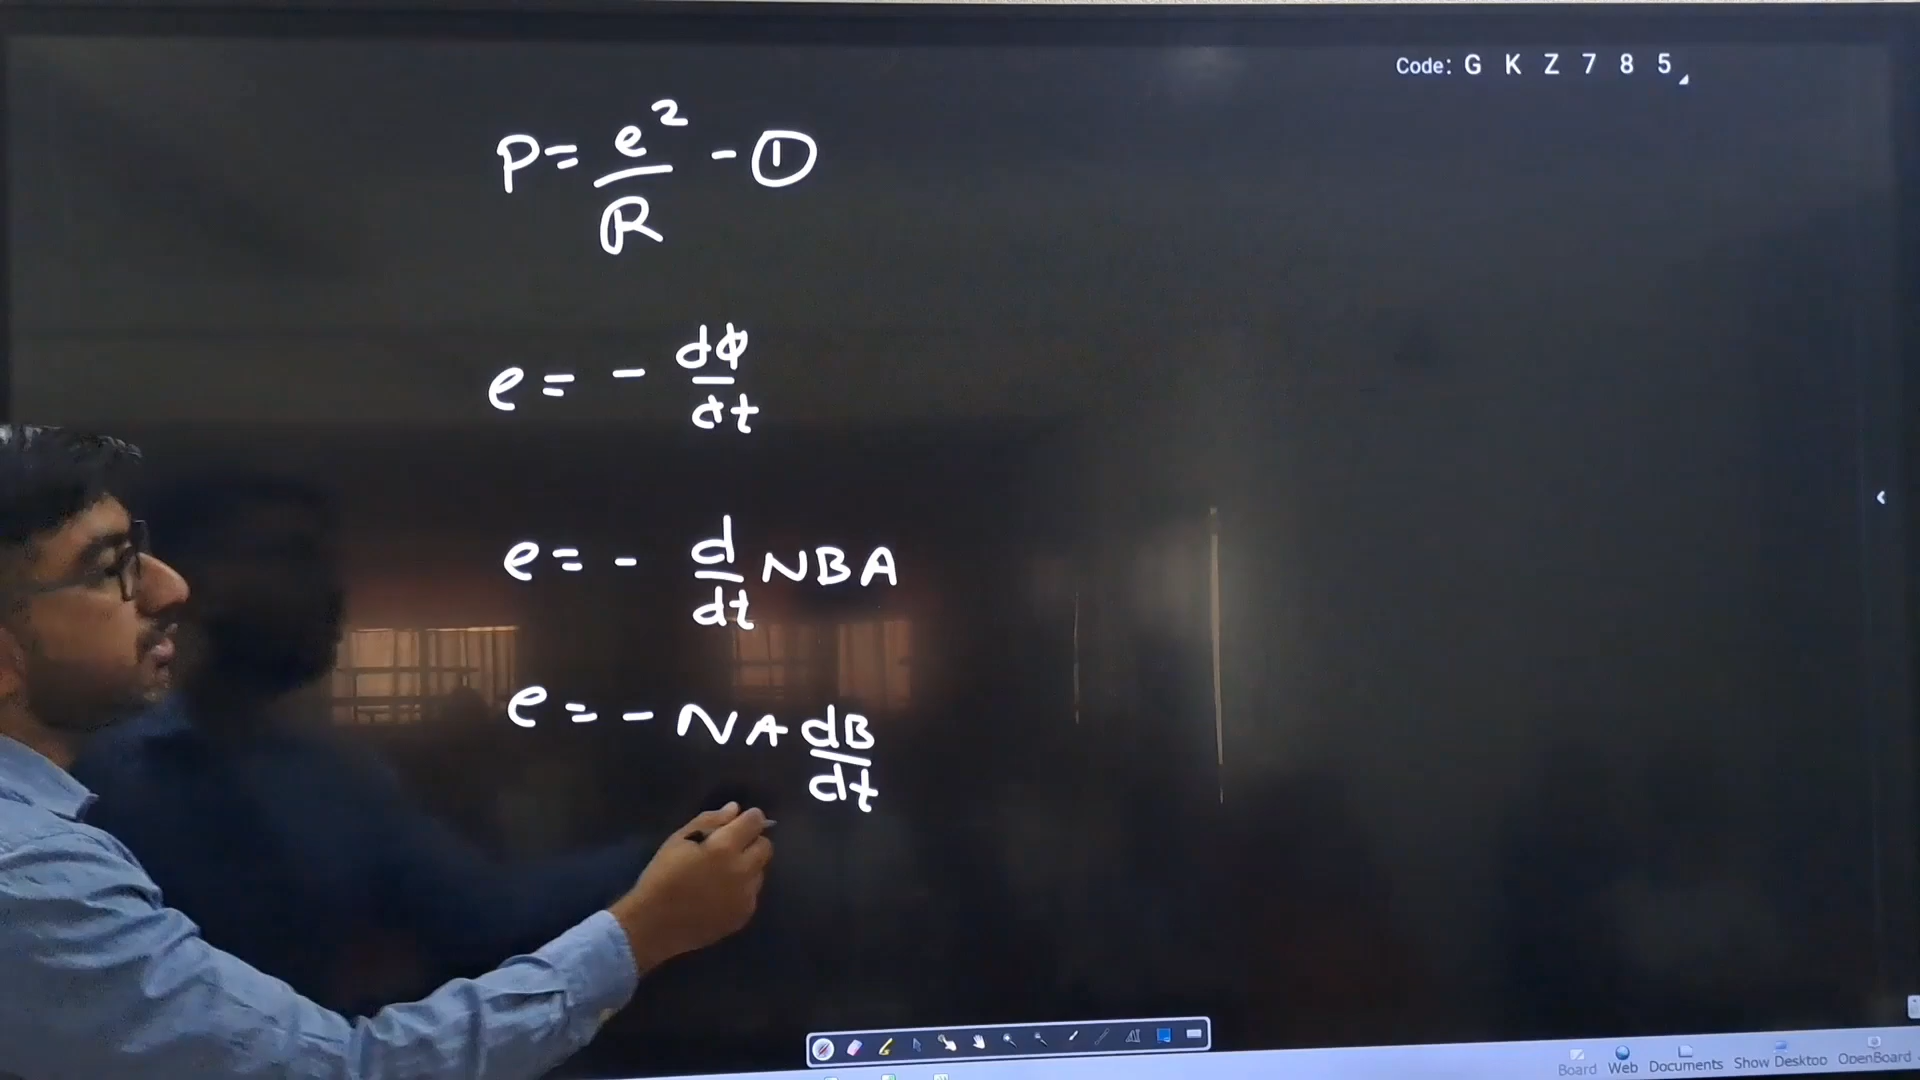 Code: G K Z 7 8 5
P = e²/R - ①
e = - dϕ/dt
e = - d/dt NBA
e = - NA dB/dt
Board Web Documents Show Desktop OpenBoard